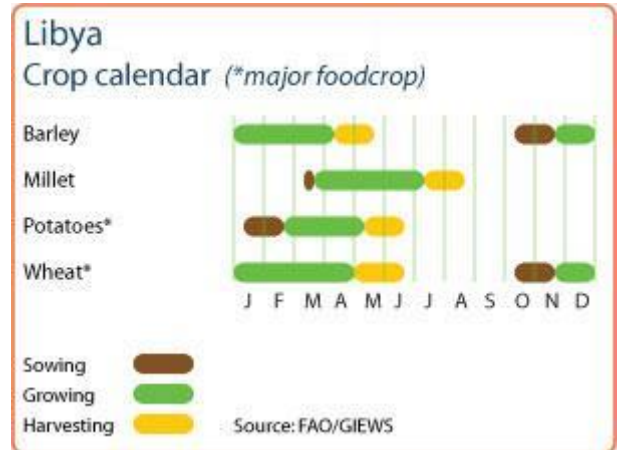 Libya
Crop calendar (*major foodcrop)
Barley
Millet
Potatoes*
Wheat*
J F M A M J J A S O N D
Sowing
Growing
Harvesting Source: FAO/GIEWS